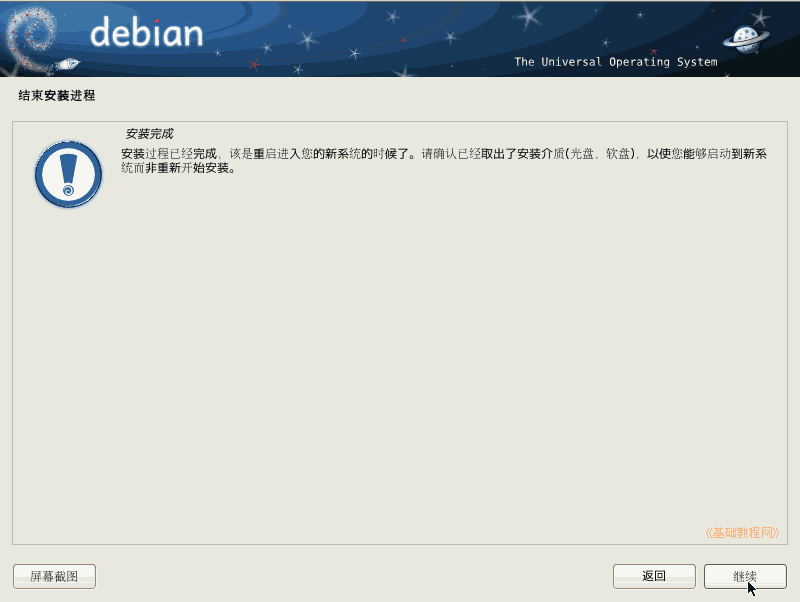 debian
The Universal Operating System
结束安装进程
安装完成
安装过程已经完成，该是重启进入您的新系统的时候了。请确认已经取出了安装介质(光盘，软盘)，以使您能够启动到新系
统而非重新开始安装。
《基础教程网》
屏幕截图
返回
继续